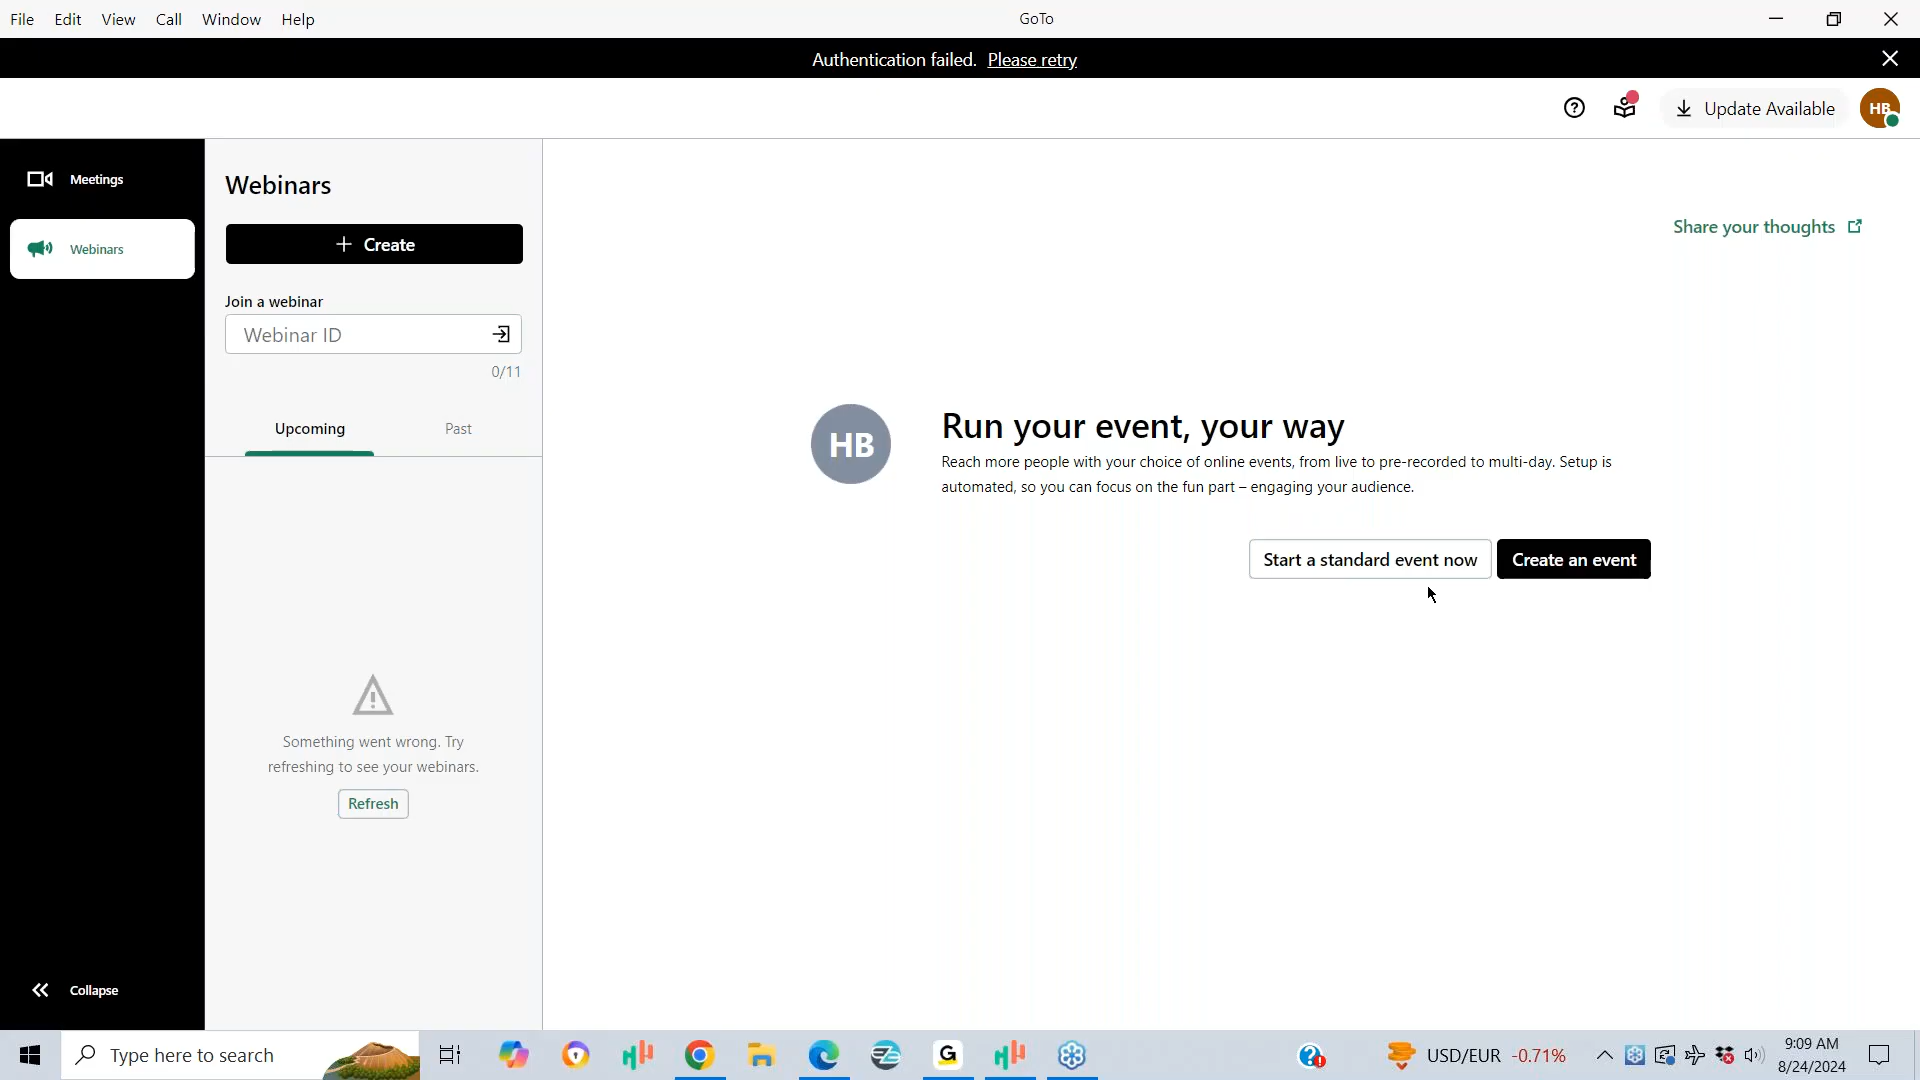 File Edit View Call Window Help
GoTo
Authentication failed. Please retry
Update Available
HB
Meetings
Webinars
Collapse
Webinars
+ Create
Join a webinar
Webinar ID
0/11
Upcoming
Past
Something went wrong. Try
refreshing to see your webinars.
Refresh
Share your thoughts
HB
Run your event, your way
Reach more people with your choice of online events, from live to pre-recorded to multi-day. Setup is
automated, so you can focus on the fun part – engaging your audience.
Start a standard event now
Create an event
Type here to search
G
USD/EUR -0.71%
9:09 AM
8/24/2024